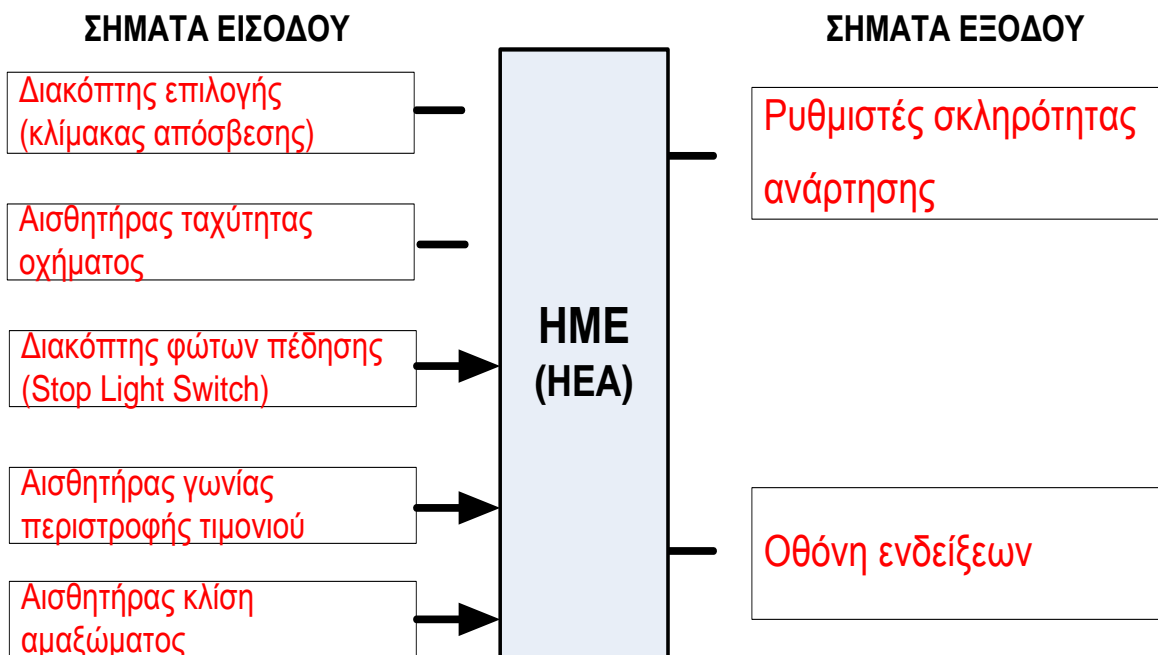 ΣΗΜΑΤΑ ΕΙΣΟΔΟΥ
Διακόπτης επιλογής
(κλίμακας απόσβεσης)
Αισθητήρας ταχύτητας
οχήματος
Διακόπτης φώτων πέδησης
(Stop Light Switch)
Αισθητήρας γωνίας
περιστροφής τιμονιού
Αισθητήρας κλίση
αμαξώματος
ΗΜΕ
(ΗΕΑ)
ΣΗΜΑΤΑ ΕΞΟΔΟΥ
Ρυθμιστές σκληρότητας
ανάρτησης
Οθόνη ενδείξεων